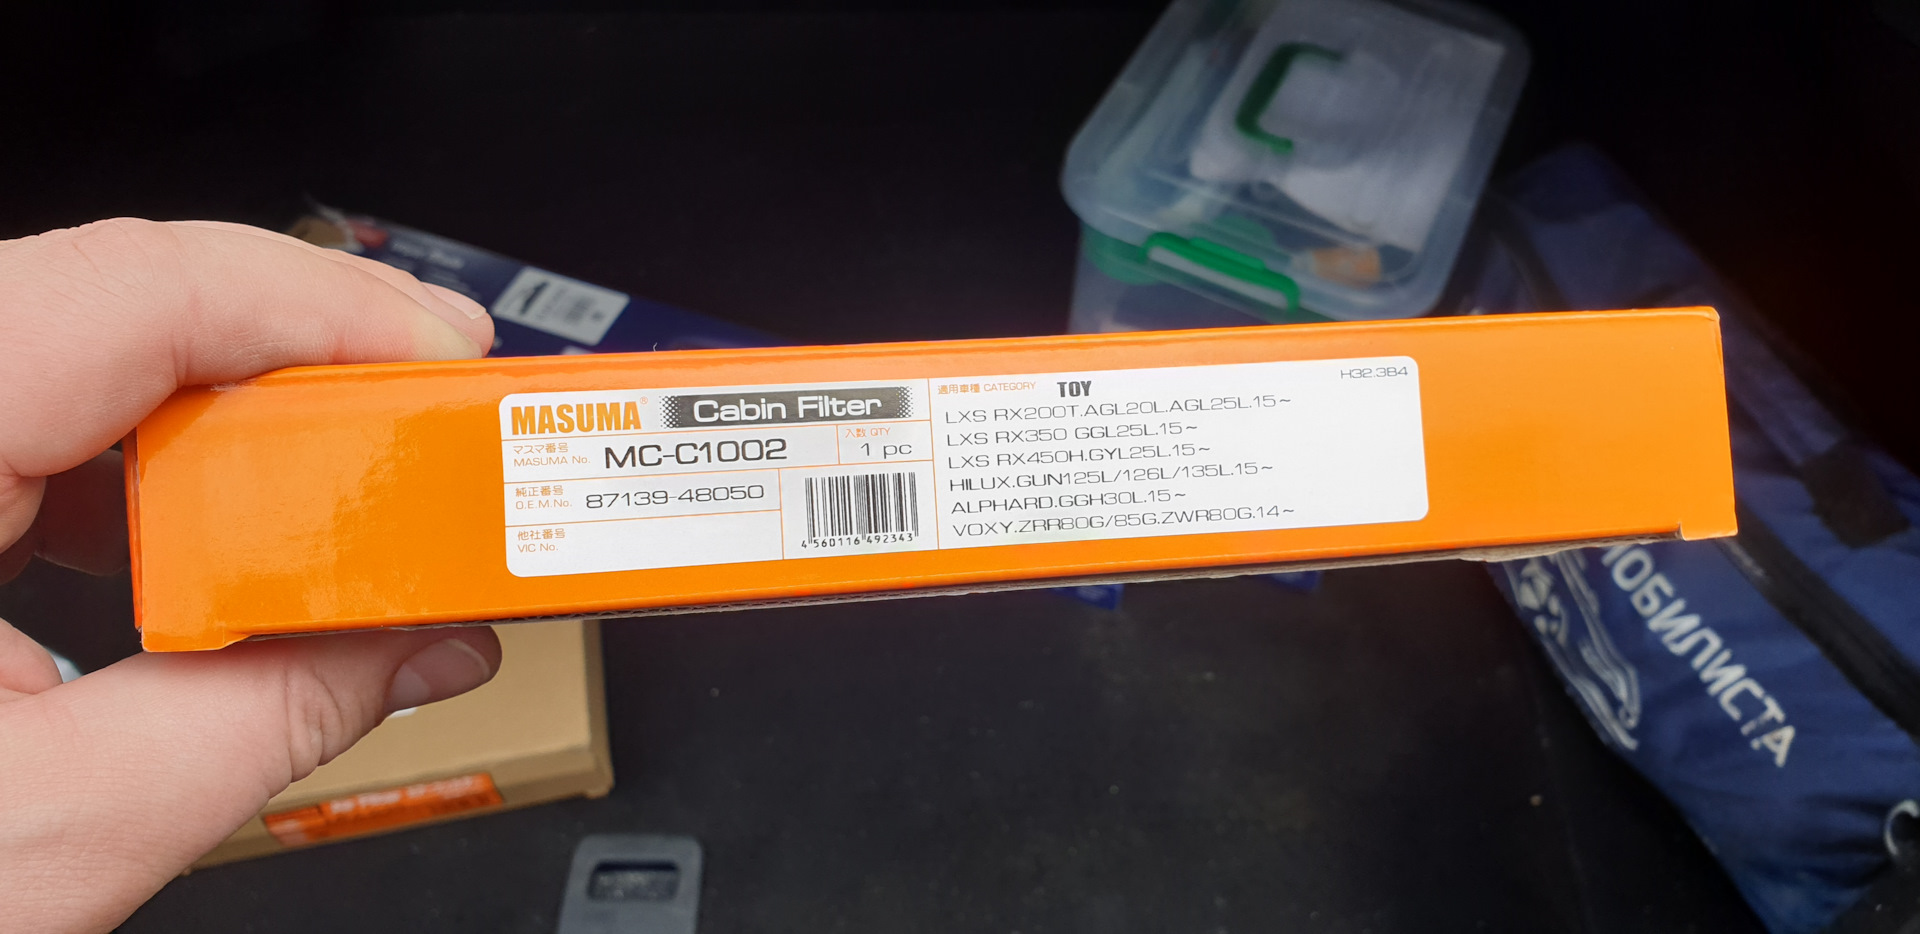 MASUMA®
Cabin Filter
マスマ番号
MASUMA No.
MC-C1002
入数 QTY
1 pc
純正番号
O.E.M.No.
87139-48050
他社番号
VIC No.
4 560116 492343
適用車種 CATEGORY
TOY
H32.3B4
LXS RX200T.AGL20L.AGL25L.15~
LXS RX350 GGL25L.15~
LXS RX450H.GYL25L.15~
HILUX.GUN125L/126L/135L.15~
ALPHARD.GGH30L.15~
VOXY.ZRR80G/85G.ZWR80G.14~
МОБИЛИСТА